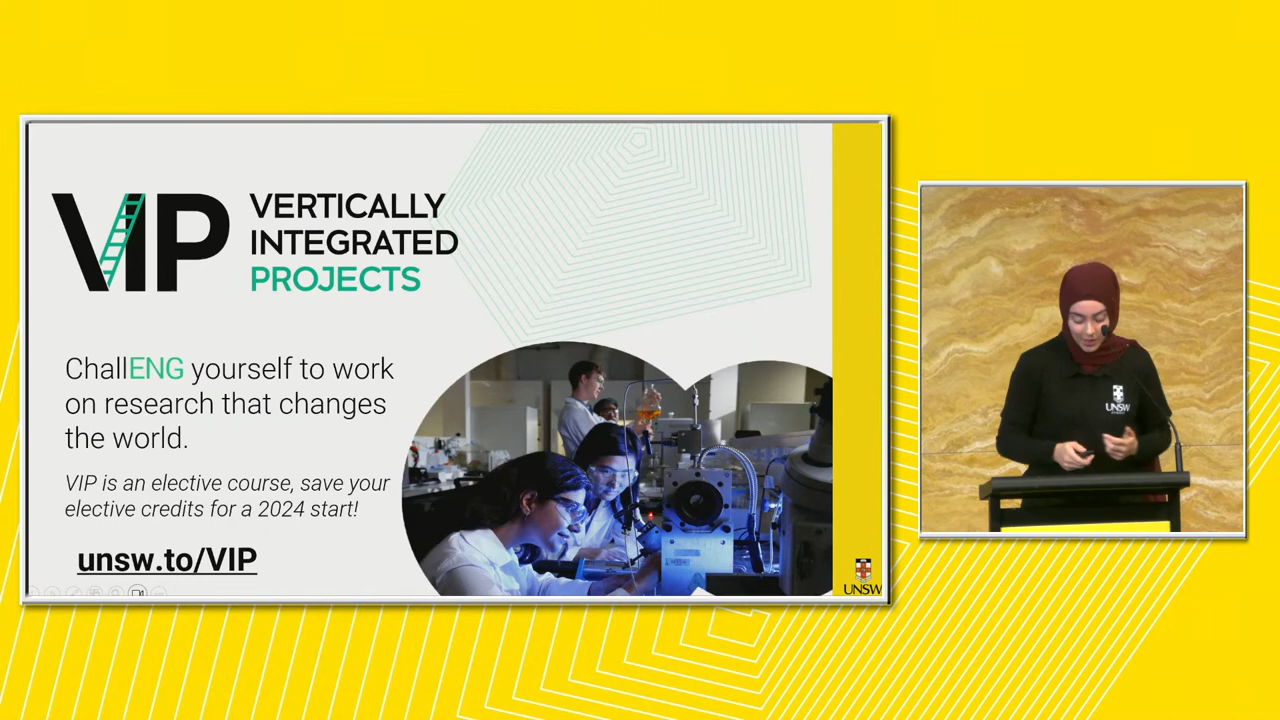 VIP
VERTICALLY
INTEGRATED
PROJECTS
ChallENG yourself to work
on research that changes
the world.
VIP is an elective course, save your
elective credits for a 2024 start!
unsw.to/VIP
UNSW
UNSW